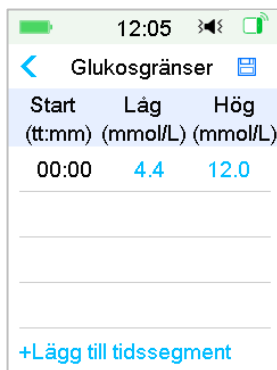 12:05
Glukosgränser
Start Låg Hög
(tt:mm) (mmol/L) (mmol/L)
00:00 4.4 12.0
+Lägg till tidssegment